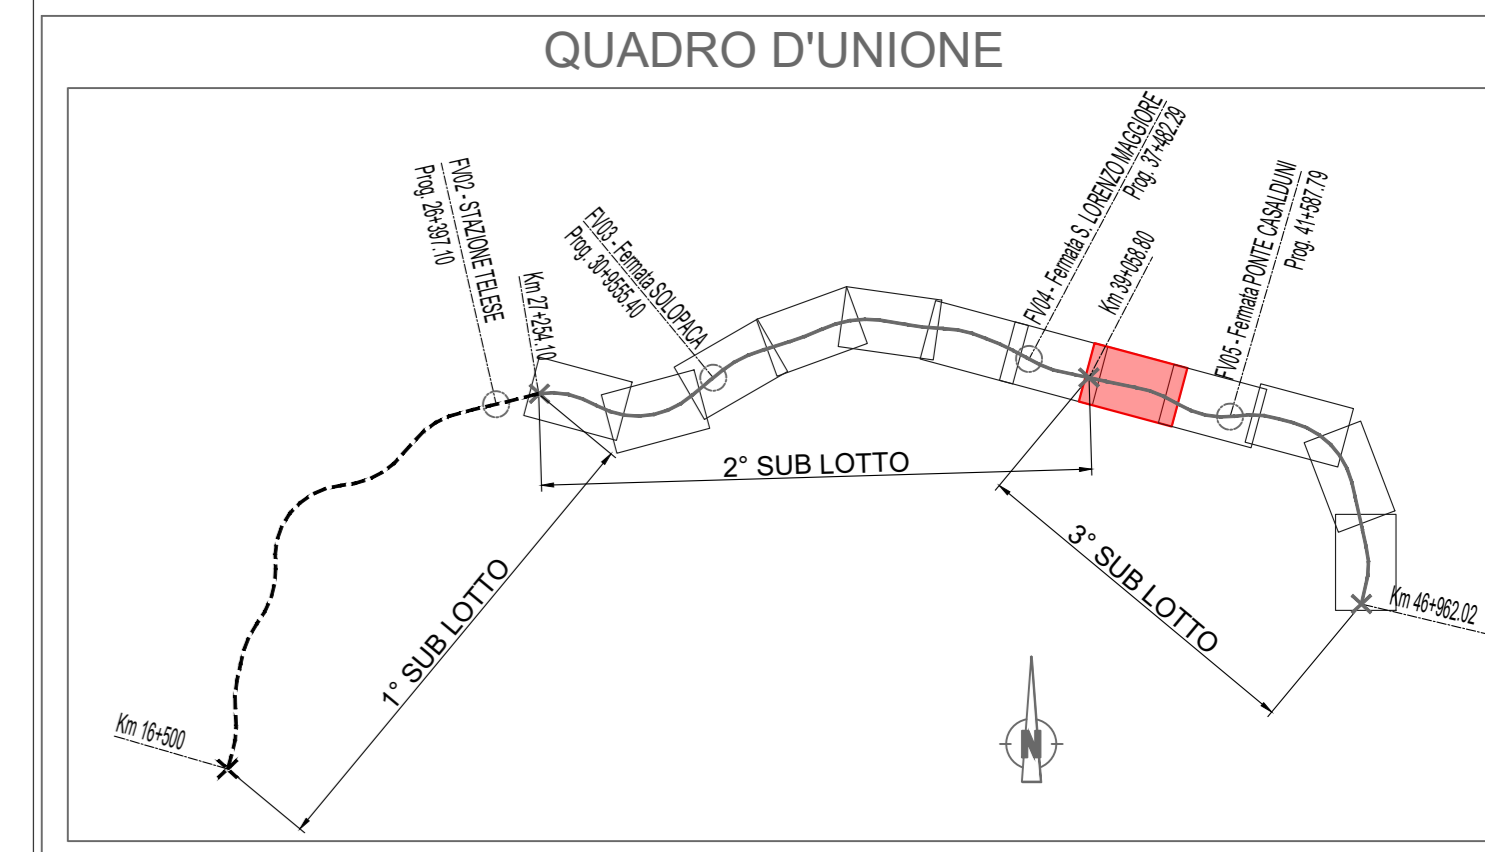 QUADRO D'UNIONE
FV02 - STAZIONE TELESE
Prog. 26+397.10
Km 27+254.10
FV03 - Fermata SOLOPACA
Prog. 30+9555.40
FV04 - Fermata S. LORENZO MAGGIORE
Prog. 37+482.29
Km 39+058.80
FV05 - Fermata PONTE CASALDUNI
Prog. 41+587.79
2° SUB LOTTO
1° SUB LOTTO
3° SUB LOTTO
Km 46+962.02
Km 16+500
N